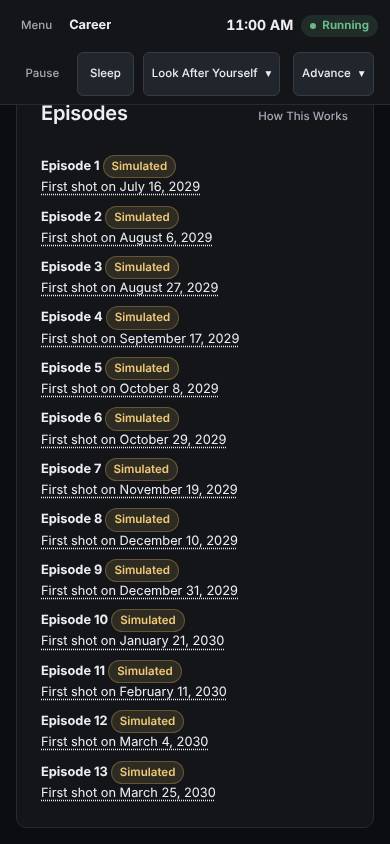 Menu Career 11:00 AM Running
Pause Sleep Look After Yourself ▼ Advance ▼
Episodes How This Works
Episode 1 Simulated
First shot on July 16, 2029
Episode 2 Simulated
First shot on August 6, 2029
Episode 3 Simulated
First shot on August 27, 2029
Episode 4 Simulated
First shot on September 17, 2029
Episode 5 Simulated
First shot on October 8, 2029
Episode 6 Simulated
First shot on October 29, 2029
Episode 7 Simulated
First shot on November 19, 2029
Episode 8 Simulated
First shot on December 10, 2029
Episode 9 Simulated
First shot on December 31, 2029
Episode 10 Simulated
First shot on January 21, 2030
Episode 11 Simulated
First shot on February 11, 2030
Episode 12 Simulated
First shot on March 4, 2030
Episode 13 Simulated
First shot on March 25, 2030